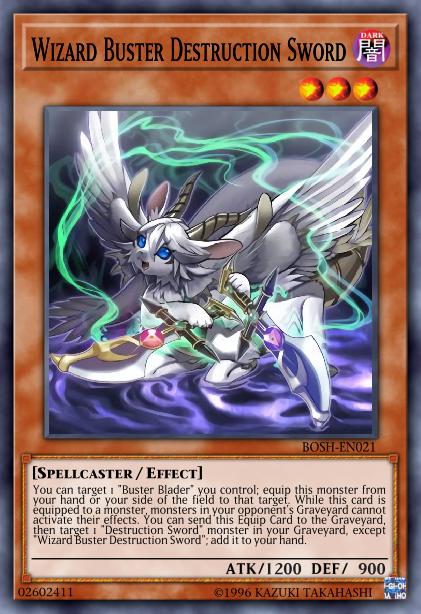 WIZARD BUSTER DESTRUCTION SWORD
DARK
闇
BOSH-EN021
[SPELLCASTER / EFFECT]
You can target 1 "Buster Blader" you control; equip this monster from
your hand or your side of the field to that target. While this card is
equipped to a monster, monsters in your opponent's Graveyard cannot
activate their effects. You can send this Equip Card to the Graveyard,
then target 1 "Destruction Sword" monster in your Graveyard, except
"Wizard Buster Destruction Sword"; add it to your hand.
ATK/1200 DEF/ 900
02602411
©1996 KAZUKI TAKAHASHI